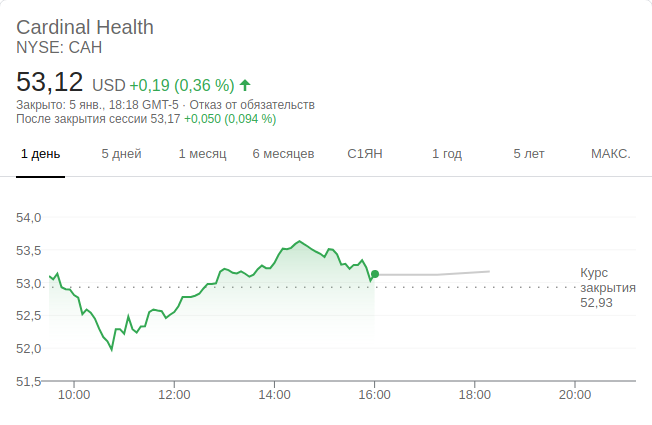 Cardinal Health
NYSE: CAH
53,12 USD +0,19 (0,36 %)
Закрыто: 5 янв., 18:18 GMT-5 · Отказ от обязательств
После закрытия сессии 53,17 +0,050 (0,094 %)
1 день 5 дней 1 месяц 6 месяцев С1ЯН 1 год 5 лет МАКС.
54,0
53,5
53,0
52,5
52,0
51,5
Курс
закрытия
52,93
10:00 12:00 14:00 16:00 18:00 20:00